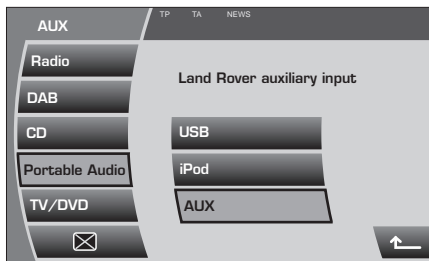 AUX
TP TA NEWS
Radio
DAB
CD
Portable Audio
TV/DVD
Land Rover auxiliary input
USB
iPod
AUX